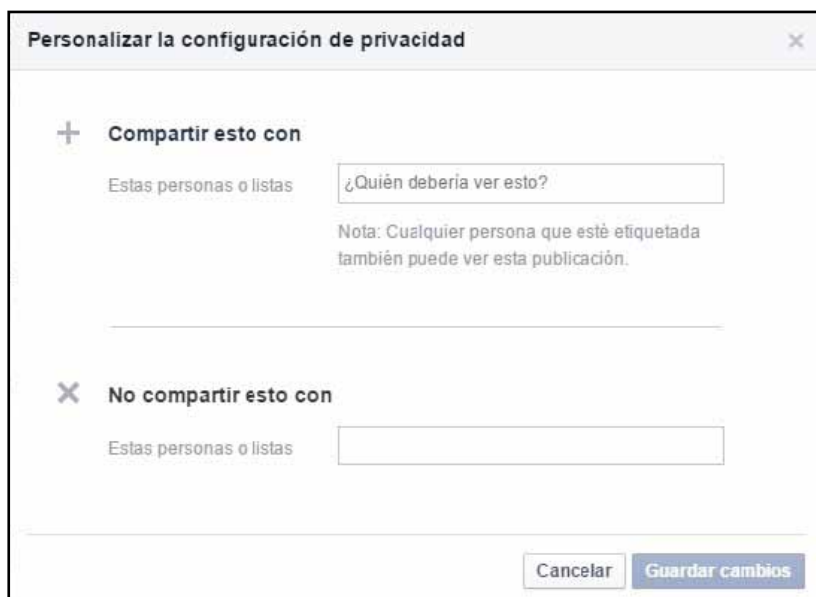 Personalizar la configuración de privacidad
Compartir esto con
Estas personas o listas
¿Quién debería ver esto?
Nota: Cualquier persona que esté etiquetada
también puede ver esta publicación.
No compartir esto con
Estas personas o listas
Cancelar
Guardar cambios